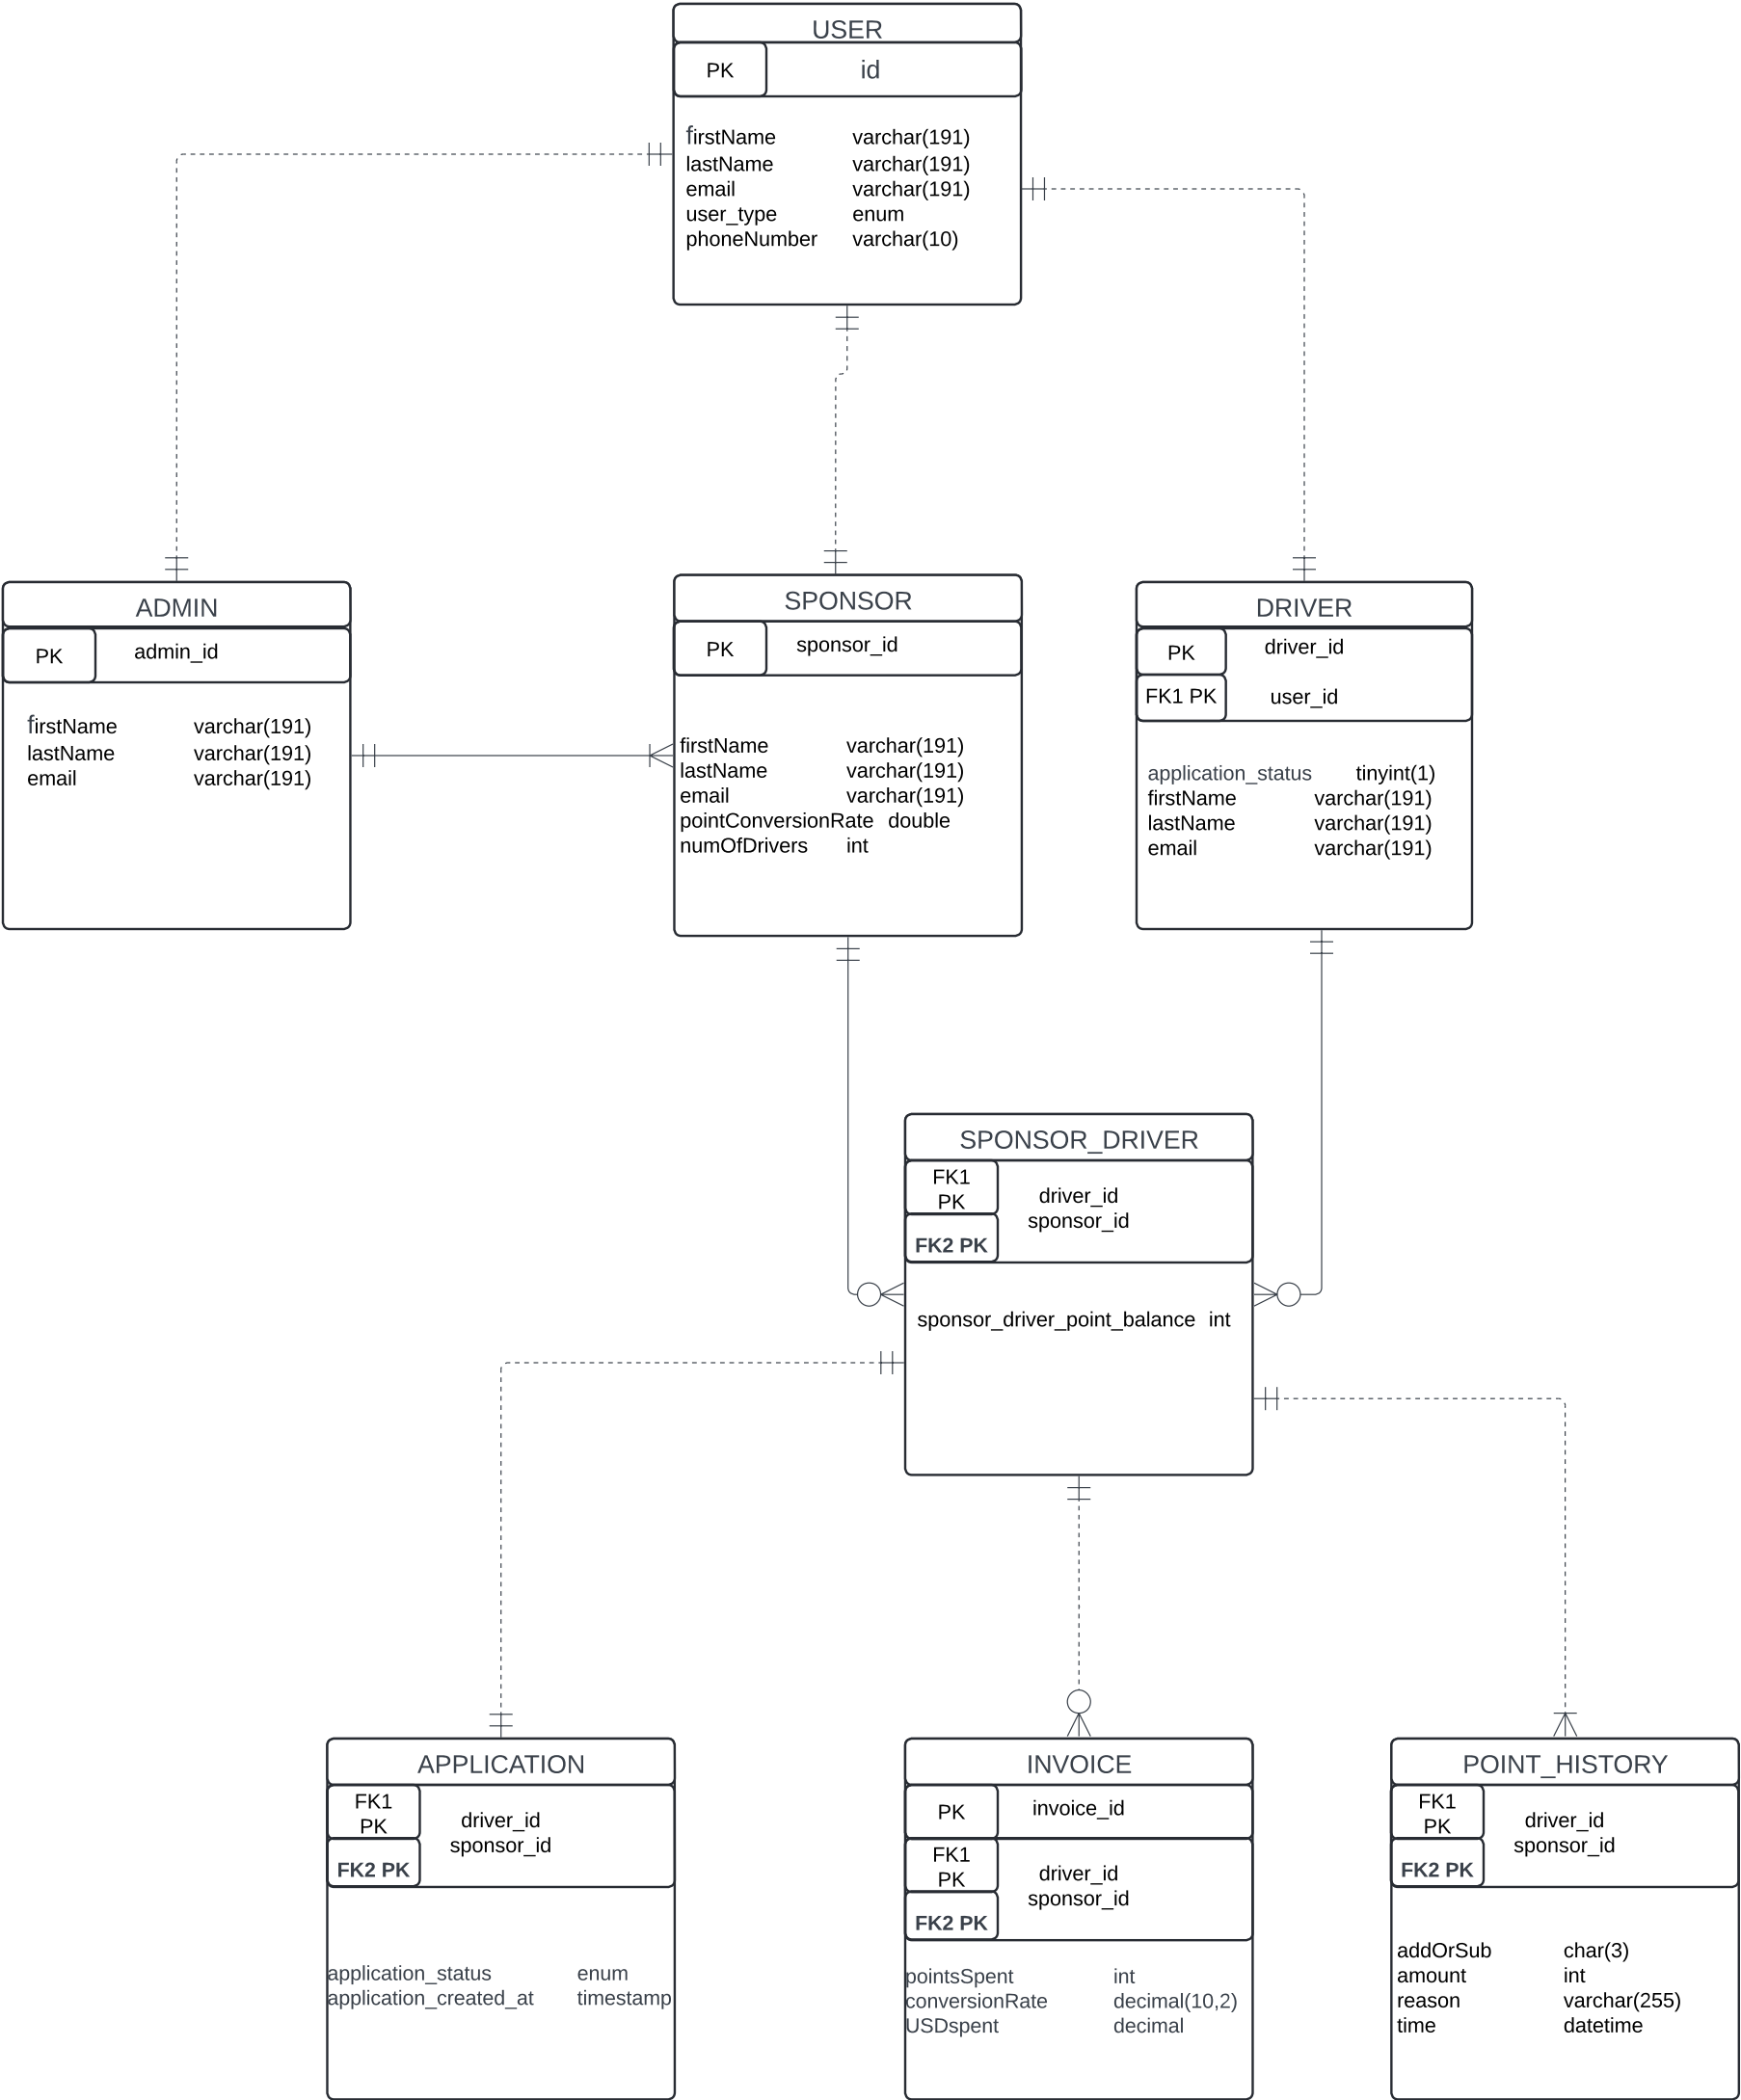 USER
PK id
firstName varchar(191)
lastName varchar(191)
email varchar(191)
user_type enum
phoneNumber varchar(10)
ADMIN
PK admin_id
firstName varchar(191)
lastName varchar(191)
email varchar(191)
SPONSOR
PK sponsor_id
firstName varchar(191)
lastName varchar(191)
email varchar(191)
pointConversionRate double
numOfDrivers int
DRIVER
PK driver_id
FK1 PK user_id
application_status tinyint(1)
firstName varchar(191)
lastName varchar(191)
email varchar(191)
SPONSOR_DRIVER
FK1
PK
driver_id
sponsor_id
FK2 PK
sponsor_driver_point_balance int
APPLICATION
FK1
PK
driver_id
sponsor_id
FK2 PK
application_status enum
application_created_at timestamp
INVOICE
PK invoice_id
FK1
PK
driver_id
sponsor_id
FK2 PK
pointsSpent int
conversionRate decimal(10,2)
USDspent decimal
POINT_HISTORY
FK1
PK
driver_id
sponsor_id
FK2 PK
addOrSub char(3)
amount int
reason varchar(255)
time datetime